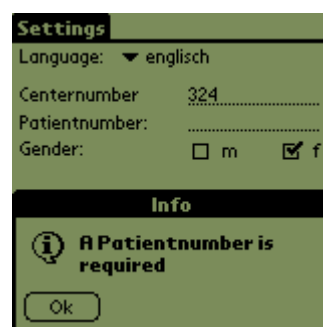 Settings
Language: englisch
Centernumber 324
Patientnumber:
Gender: m f
Info
A Patientnumber is
required
Ok